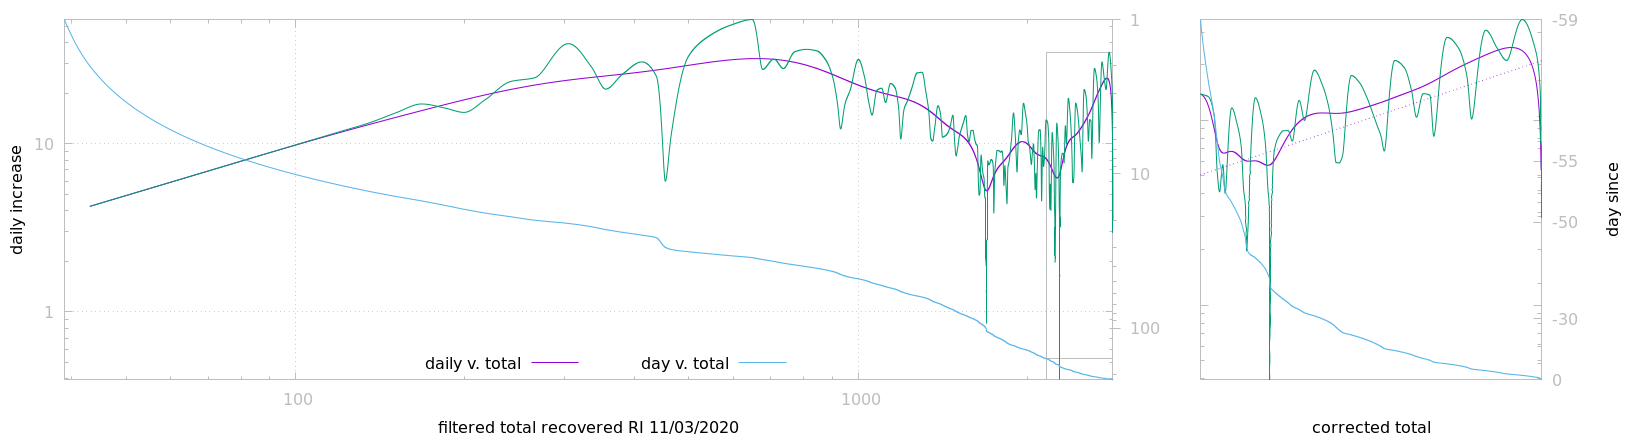 1
-59
10
10
-55
daily increase
day since
-50
1
-30
100
daily v. total
day v. total
0
100
1000
filtered total recovered RI 11/03/2020
corrected total